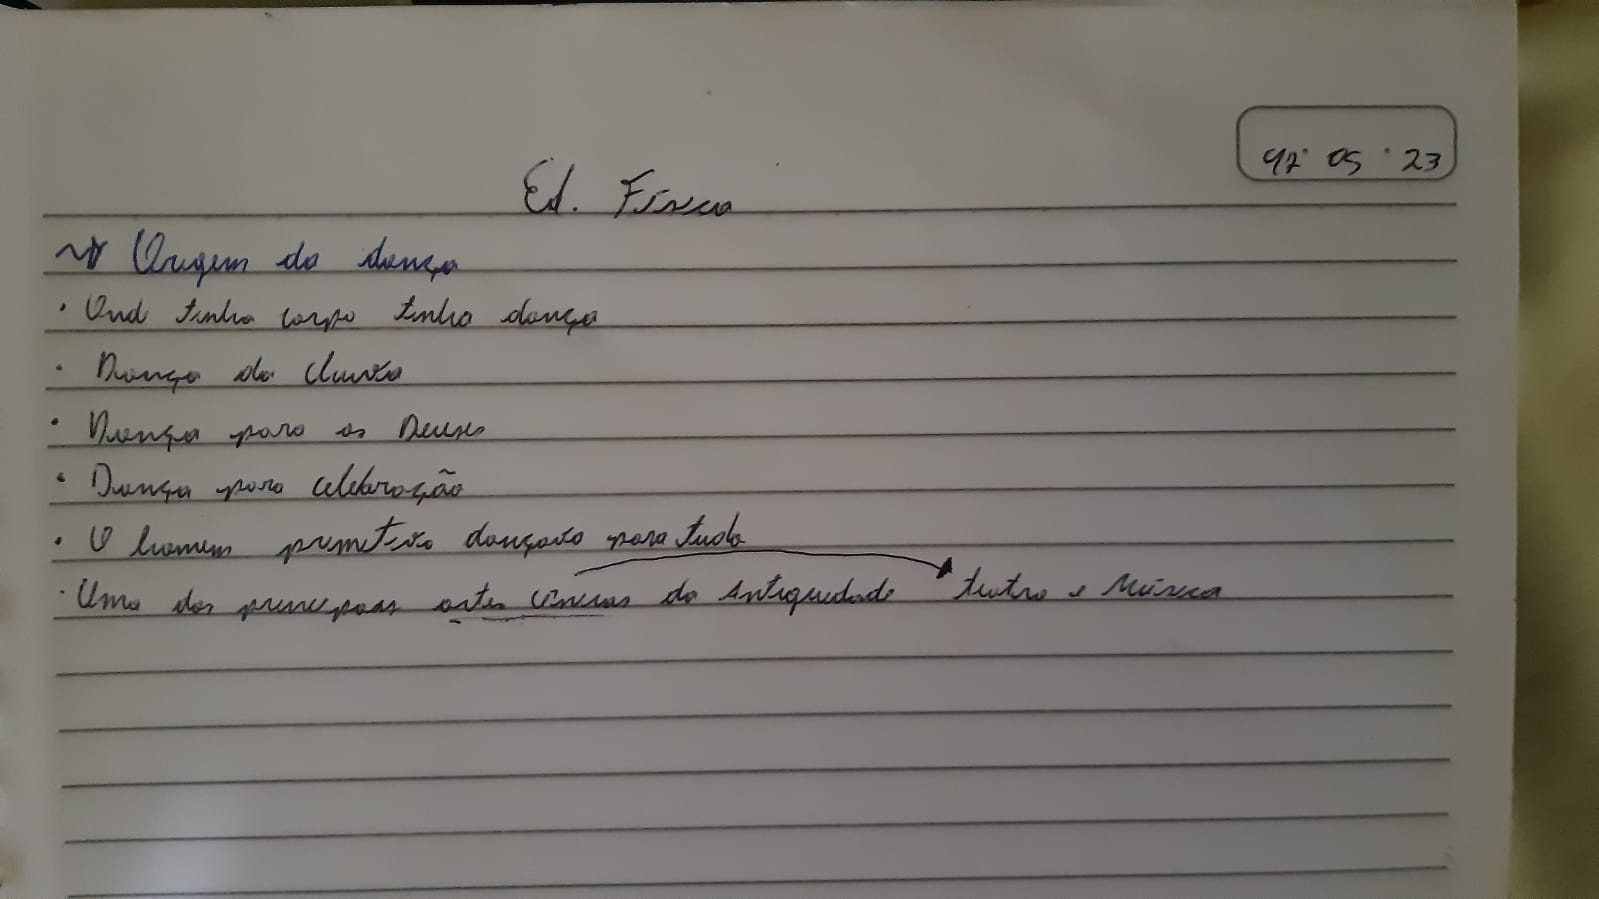 12 05 23
Ed. Física
Origem da dança
• Ond tinha corpo tinha dança
• Dança da chuva
• Dança para os Deuses
• Dança para celebração
• O homem primitivo dançava para tudo
• Uma das principais artes cênicas da Antiguidade teatro e Música